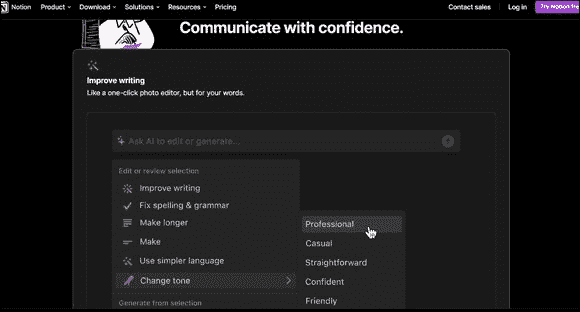 Notion Product Download Solutions Resources Pricing Contact sales Log in Try Notion free
Communicate with confidence.
Improve writing
Like a one-click photo editor, but for your words.
Ask AI to edit or generate...
Edit or review selection
Improve writing
Fix spelling & grammar
Make longer
Make
Use simpler language
Change tone
Professional
Casual
Straightforward
Confident
Friendly
Generate from selection